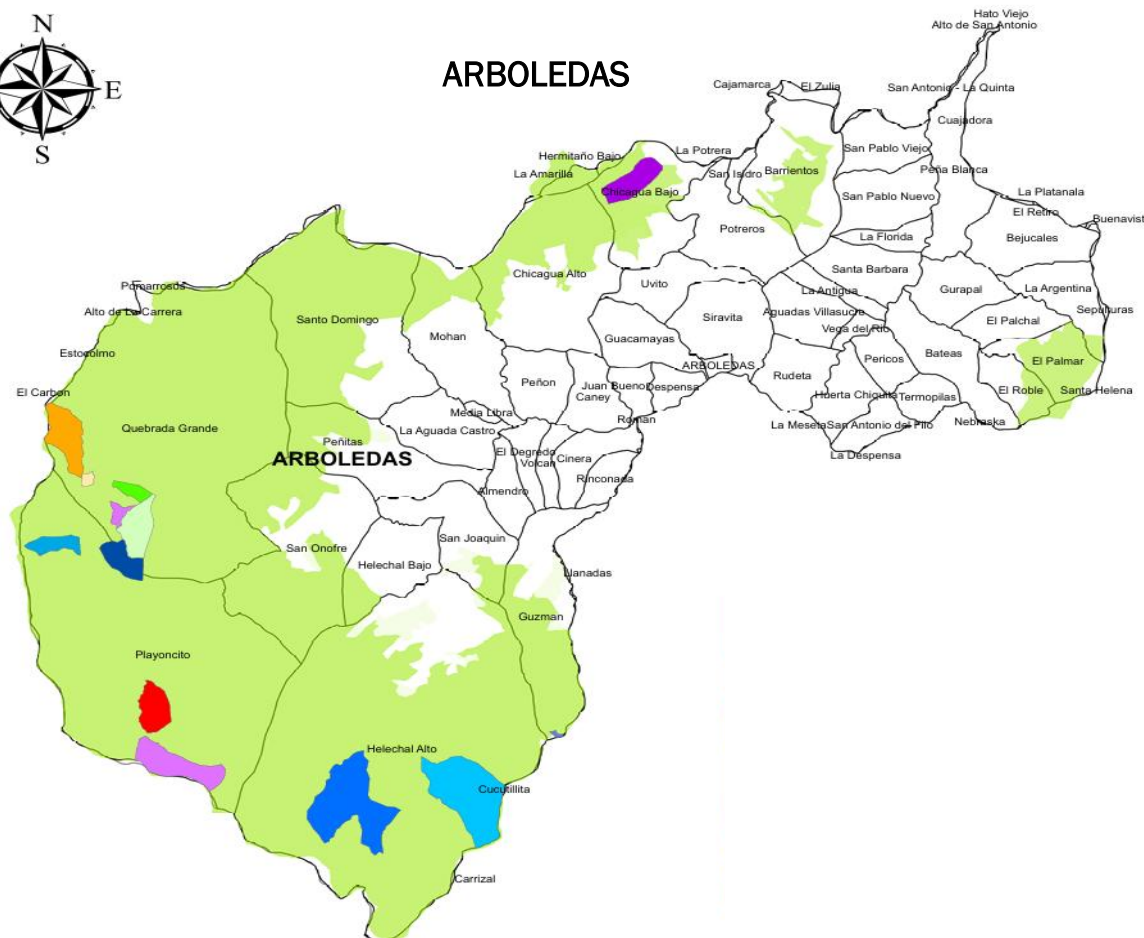 N
E
S
ARBOLEDAS
Hato Viejo
Alto de San Antonio
Cajamarca
El Zulia
San Antonio - La Quinta
Cuajadora
La Potrera
San Pablo Viejo
Hermitaño Bajo
La Amarilla
San Isidro
Barrientos
Peña Blanca
Chicagua Bajo
San Pablo Nuevo
La Platanala
El Retiro
Buenavist
Potreros
La Florida
Bejucales
Chicagua Alto
Santa Barbara
Uvito
La Antigua
Gurapal
La Argentina
Pomarrosos
Alto de La Carrera
Santo Domingo
Siravita
Aguadas Villasucre
Sepulturas
El Palchal
Vega del Rio
Mohan
Guacamayas
Estocolmo
Pericos
Bateas
El Palmar
ARBOLEDAS
Peñon
Juan Bueno
Caney
Despensa
Rudeta
El Carbon
Huerta Chiquita
Termopilas
El Roble
Santa Helena
Media Libra
Roman
Quebrada Grande
La Aguada Castro
La Meseta
San Antonio del Filo
Nebraska
Peñitas
ARBOLEDAS
El Degredo
Volcan
Cinera
La Despensa
Rinconada
Almendro
San Onofre
San Joaquin
Helechal Bajo
Llanadas
Guzman
Playoncito
Helechal Alto
Cucutillita
Carrizal